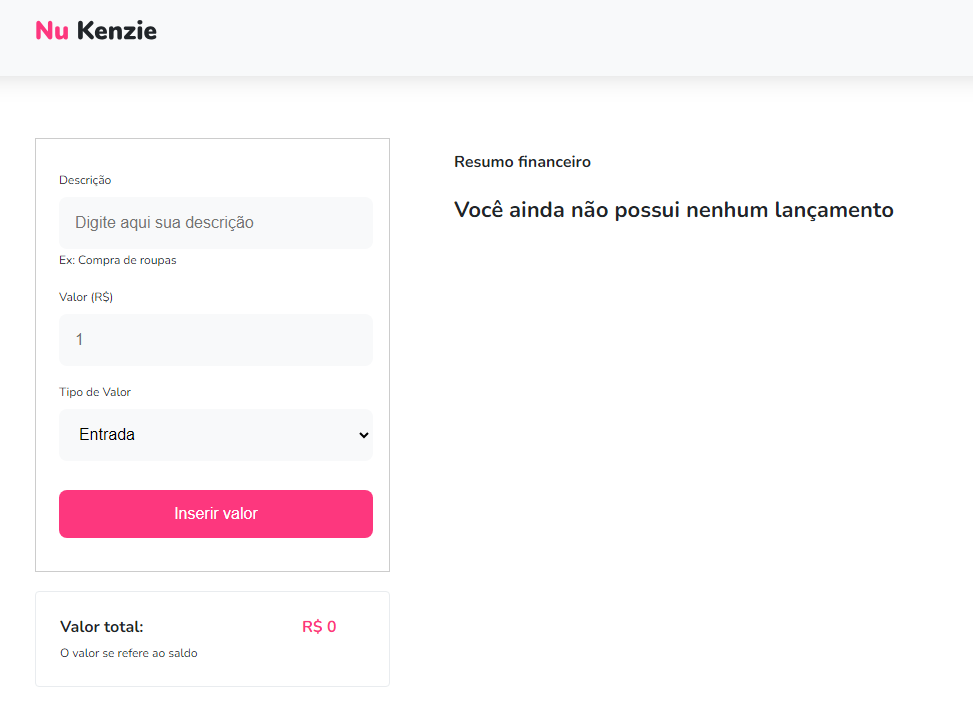 Nu Kenzie
Descrição
Digite aqui sua descrição
Ex: Compra de roupas
Valor (R$)
1
Tipo de Valor
Entrada
Inserir valor
Valor total: R$ 0
O valor se refere ao saldo
Resumo financeiro
Você ainda não possui nenhum lançamento